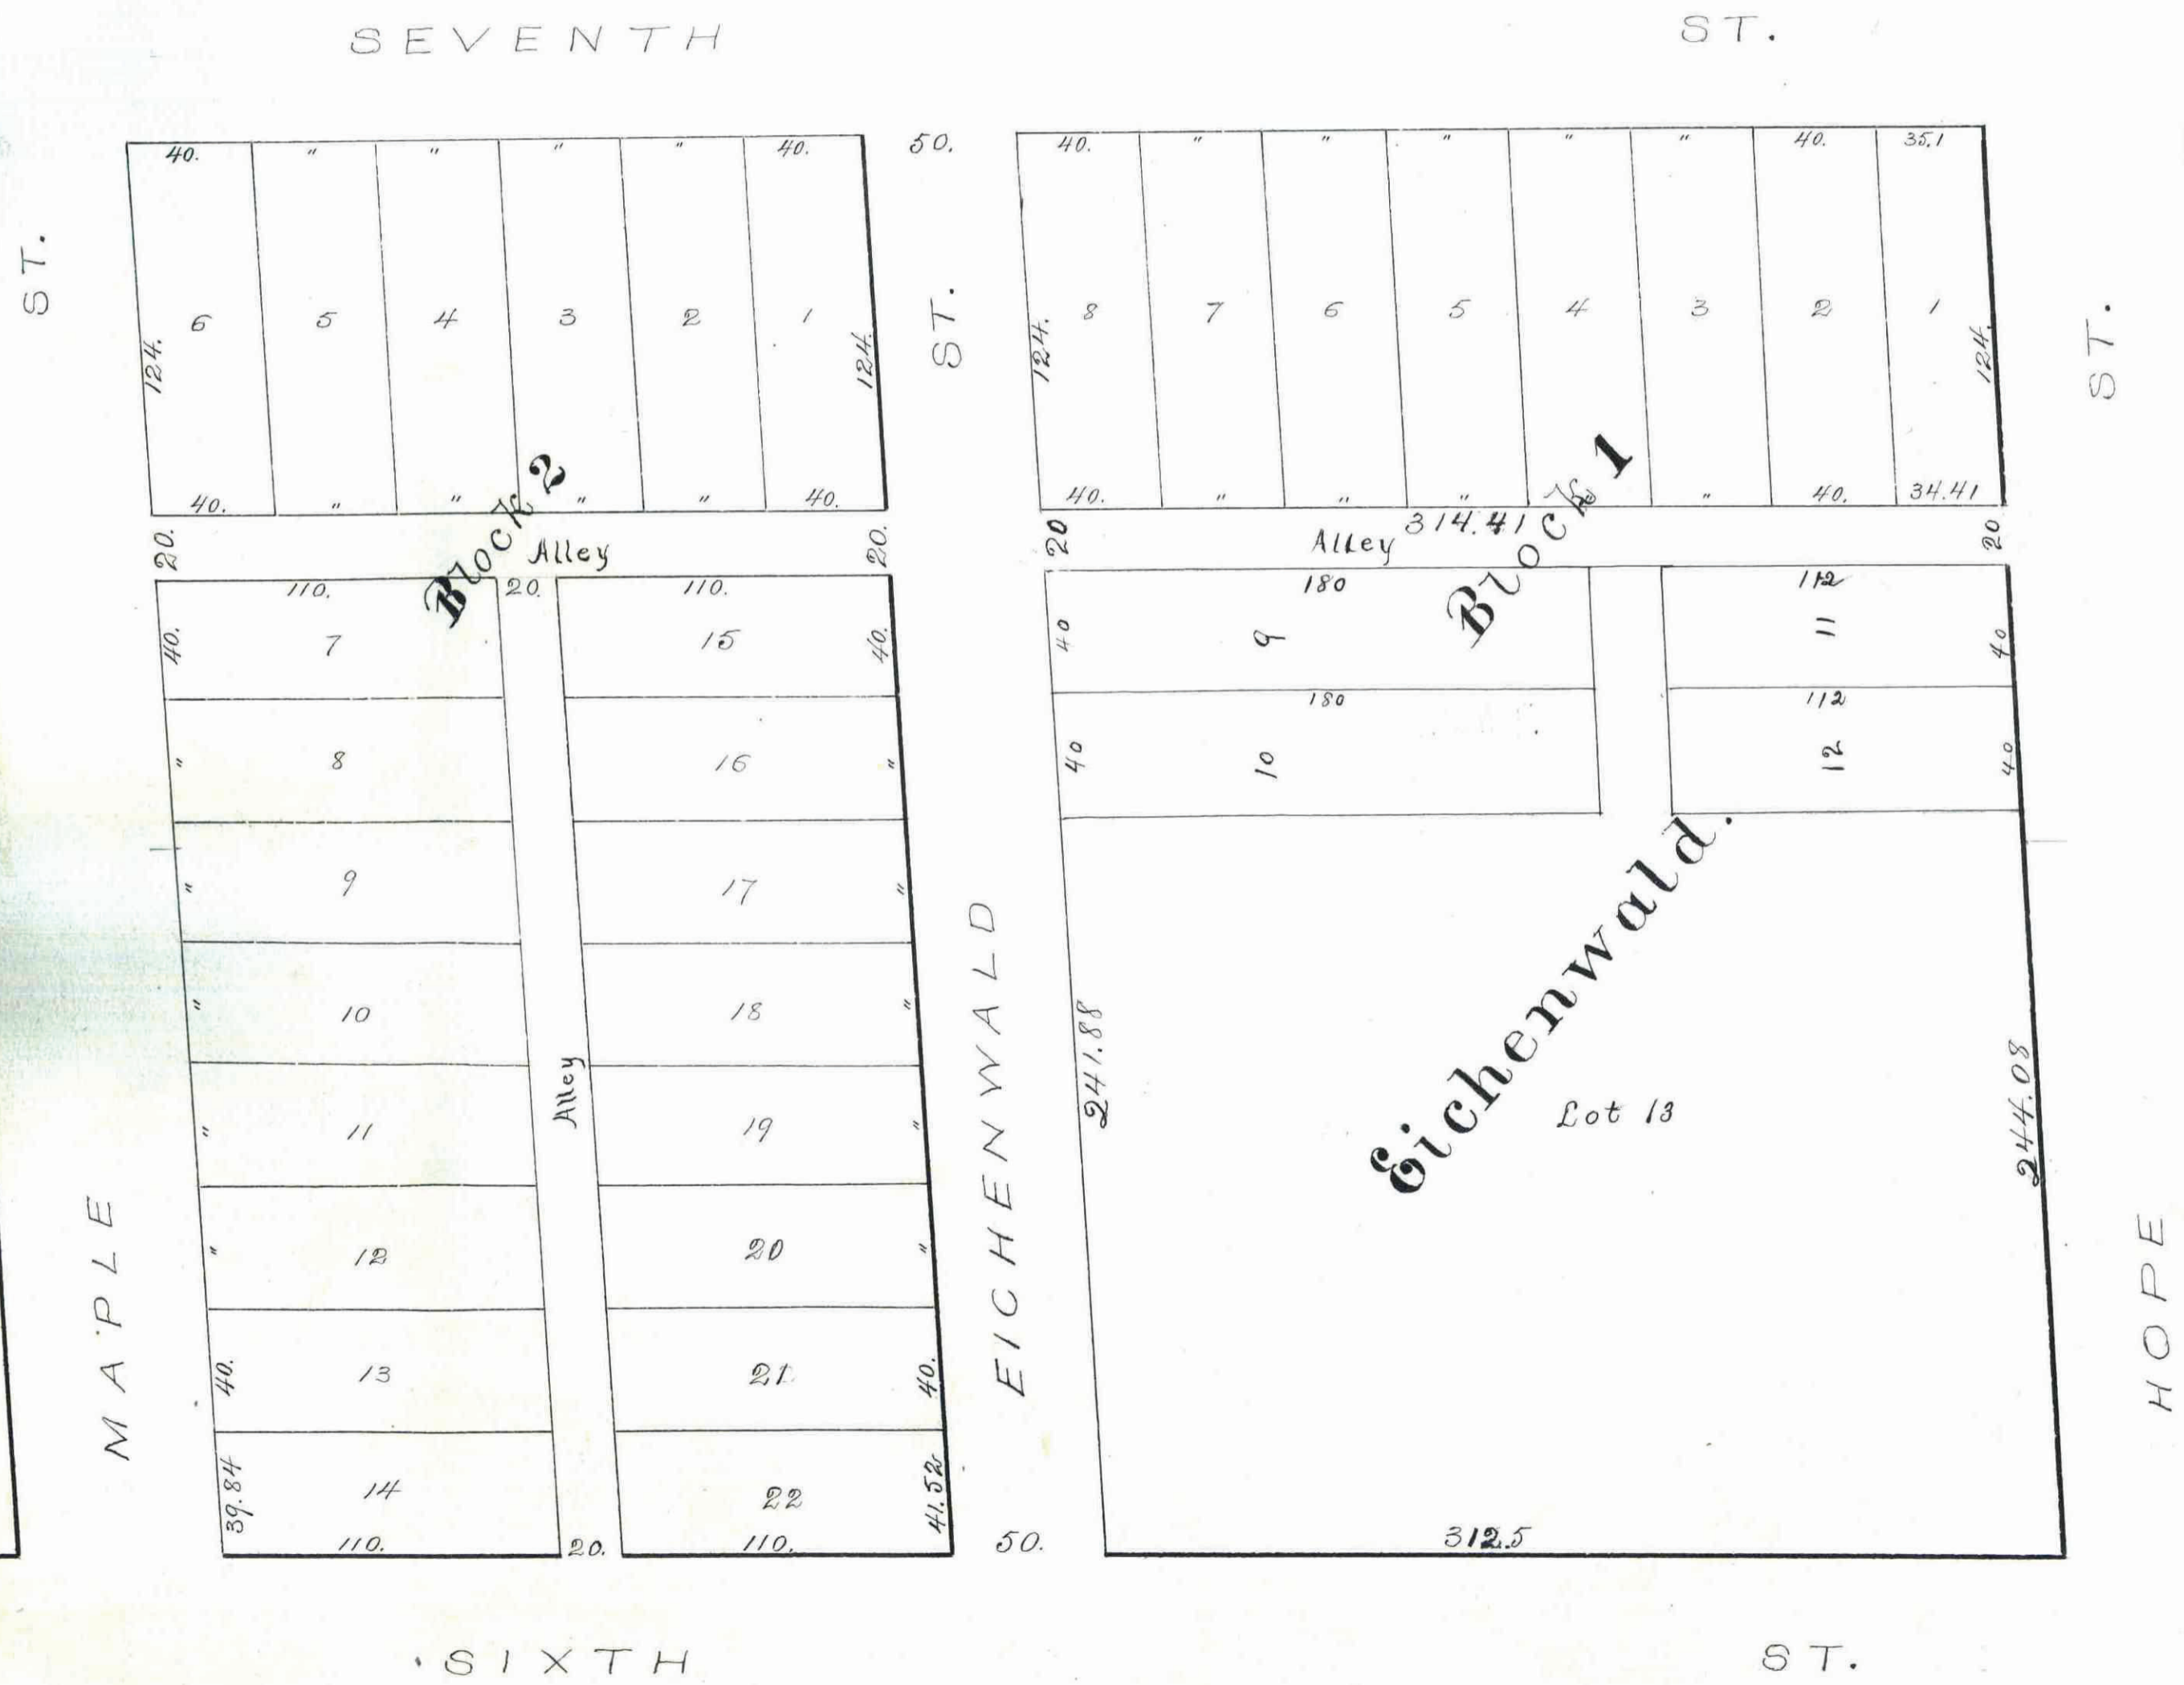 SEVENTH ST.
40. " " " " 40. 50. 40. " " " " " 40. 35.1
ST.
ST.
ST.
6 5 4 3 2 1
8 7 6 5 4 3 2 1
124. 124. 124. 124.
40. " " " " 40.
40. " " " 40. 34.41
314.41
20. Alley 20.
20 Alley 20
Block 2
Block 1
110. 20. 110.
180 112
40. 7 15 40.
40 9 11 40
180 112
" 8 16 "
40 10 12 40
" 9 17 "
" 10 18 "
" 11 19 "
" 12 20 "
40. 13 21 40.
39.84 14 22 41.52
110. 20. 110. 50.
Alley
MAPLE
EICHENWALD
HOPE
241.88
Eichenwald.
Lot 13
244.08
312.5
SIXTH ST.